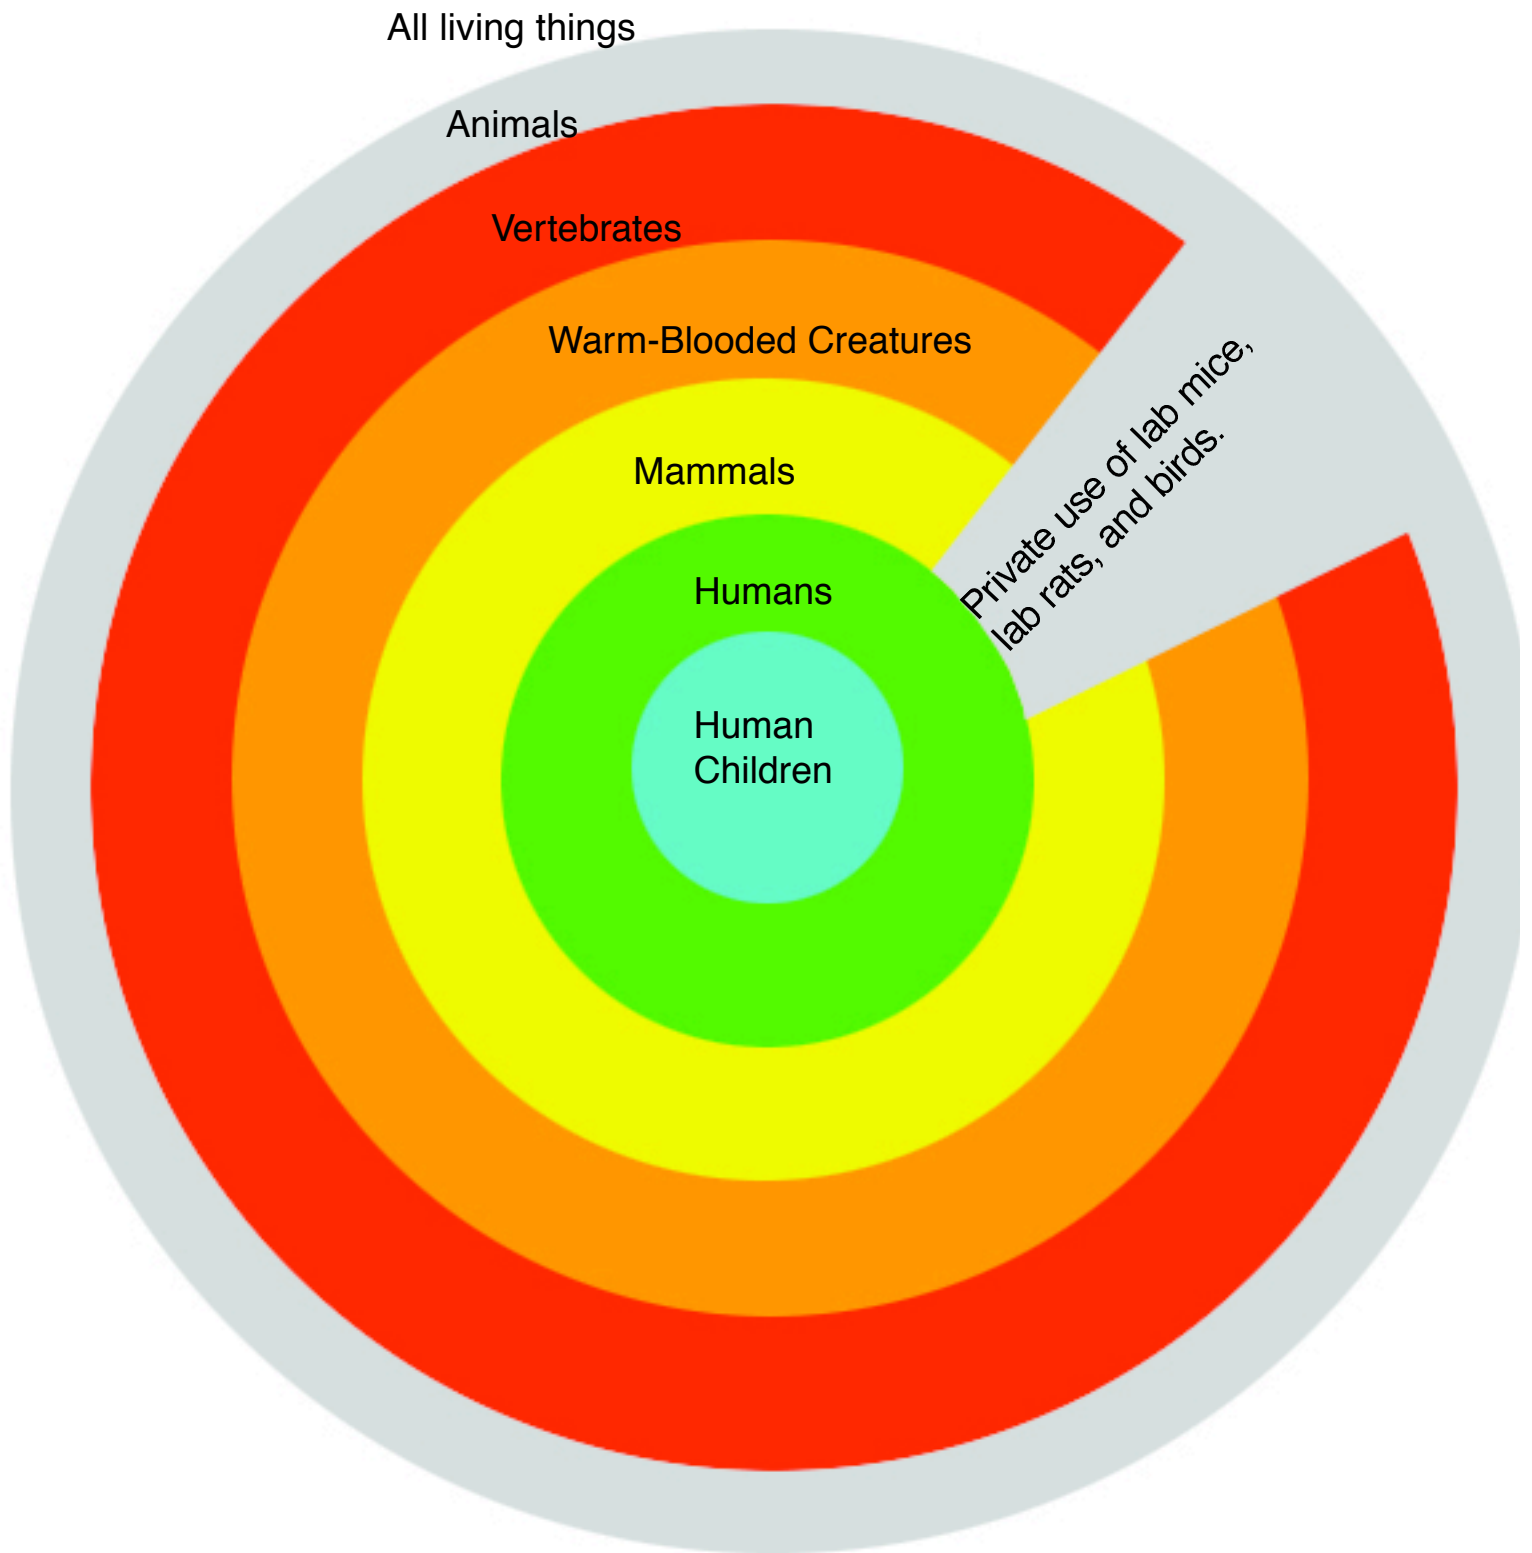 All living things
Animals
Vertebrates
Warm-Blooded Creatures
Mammals
Humans
Human
Children
Private use of lab mice,
lab rats, and birds.